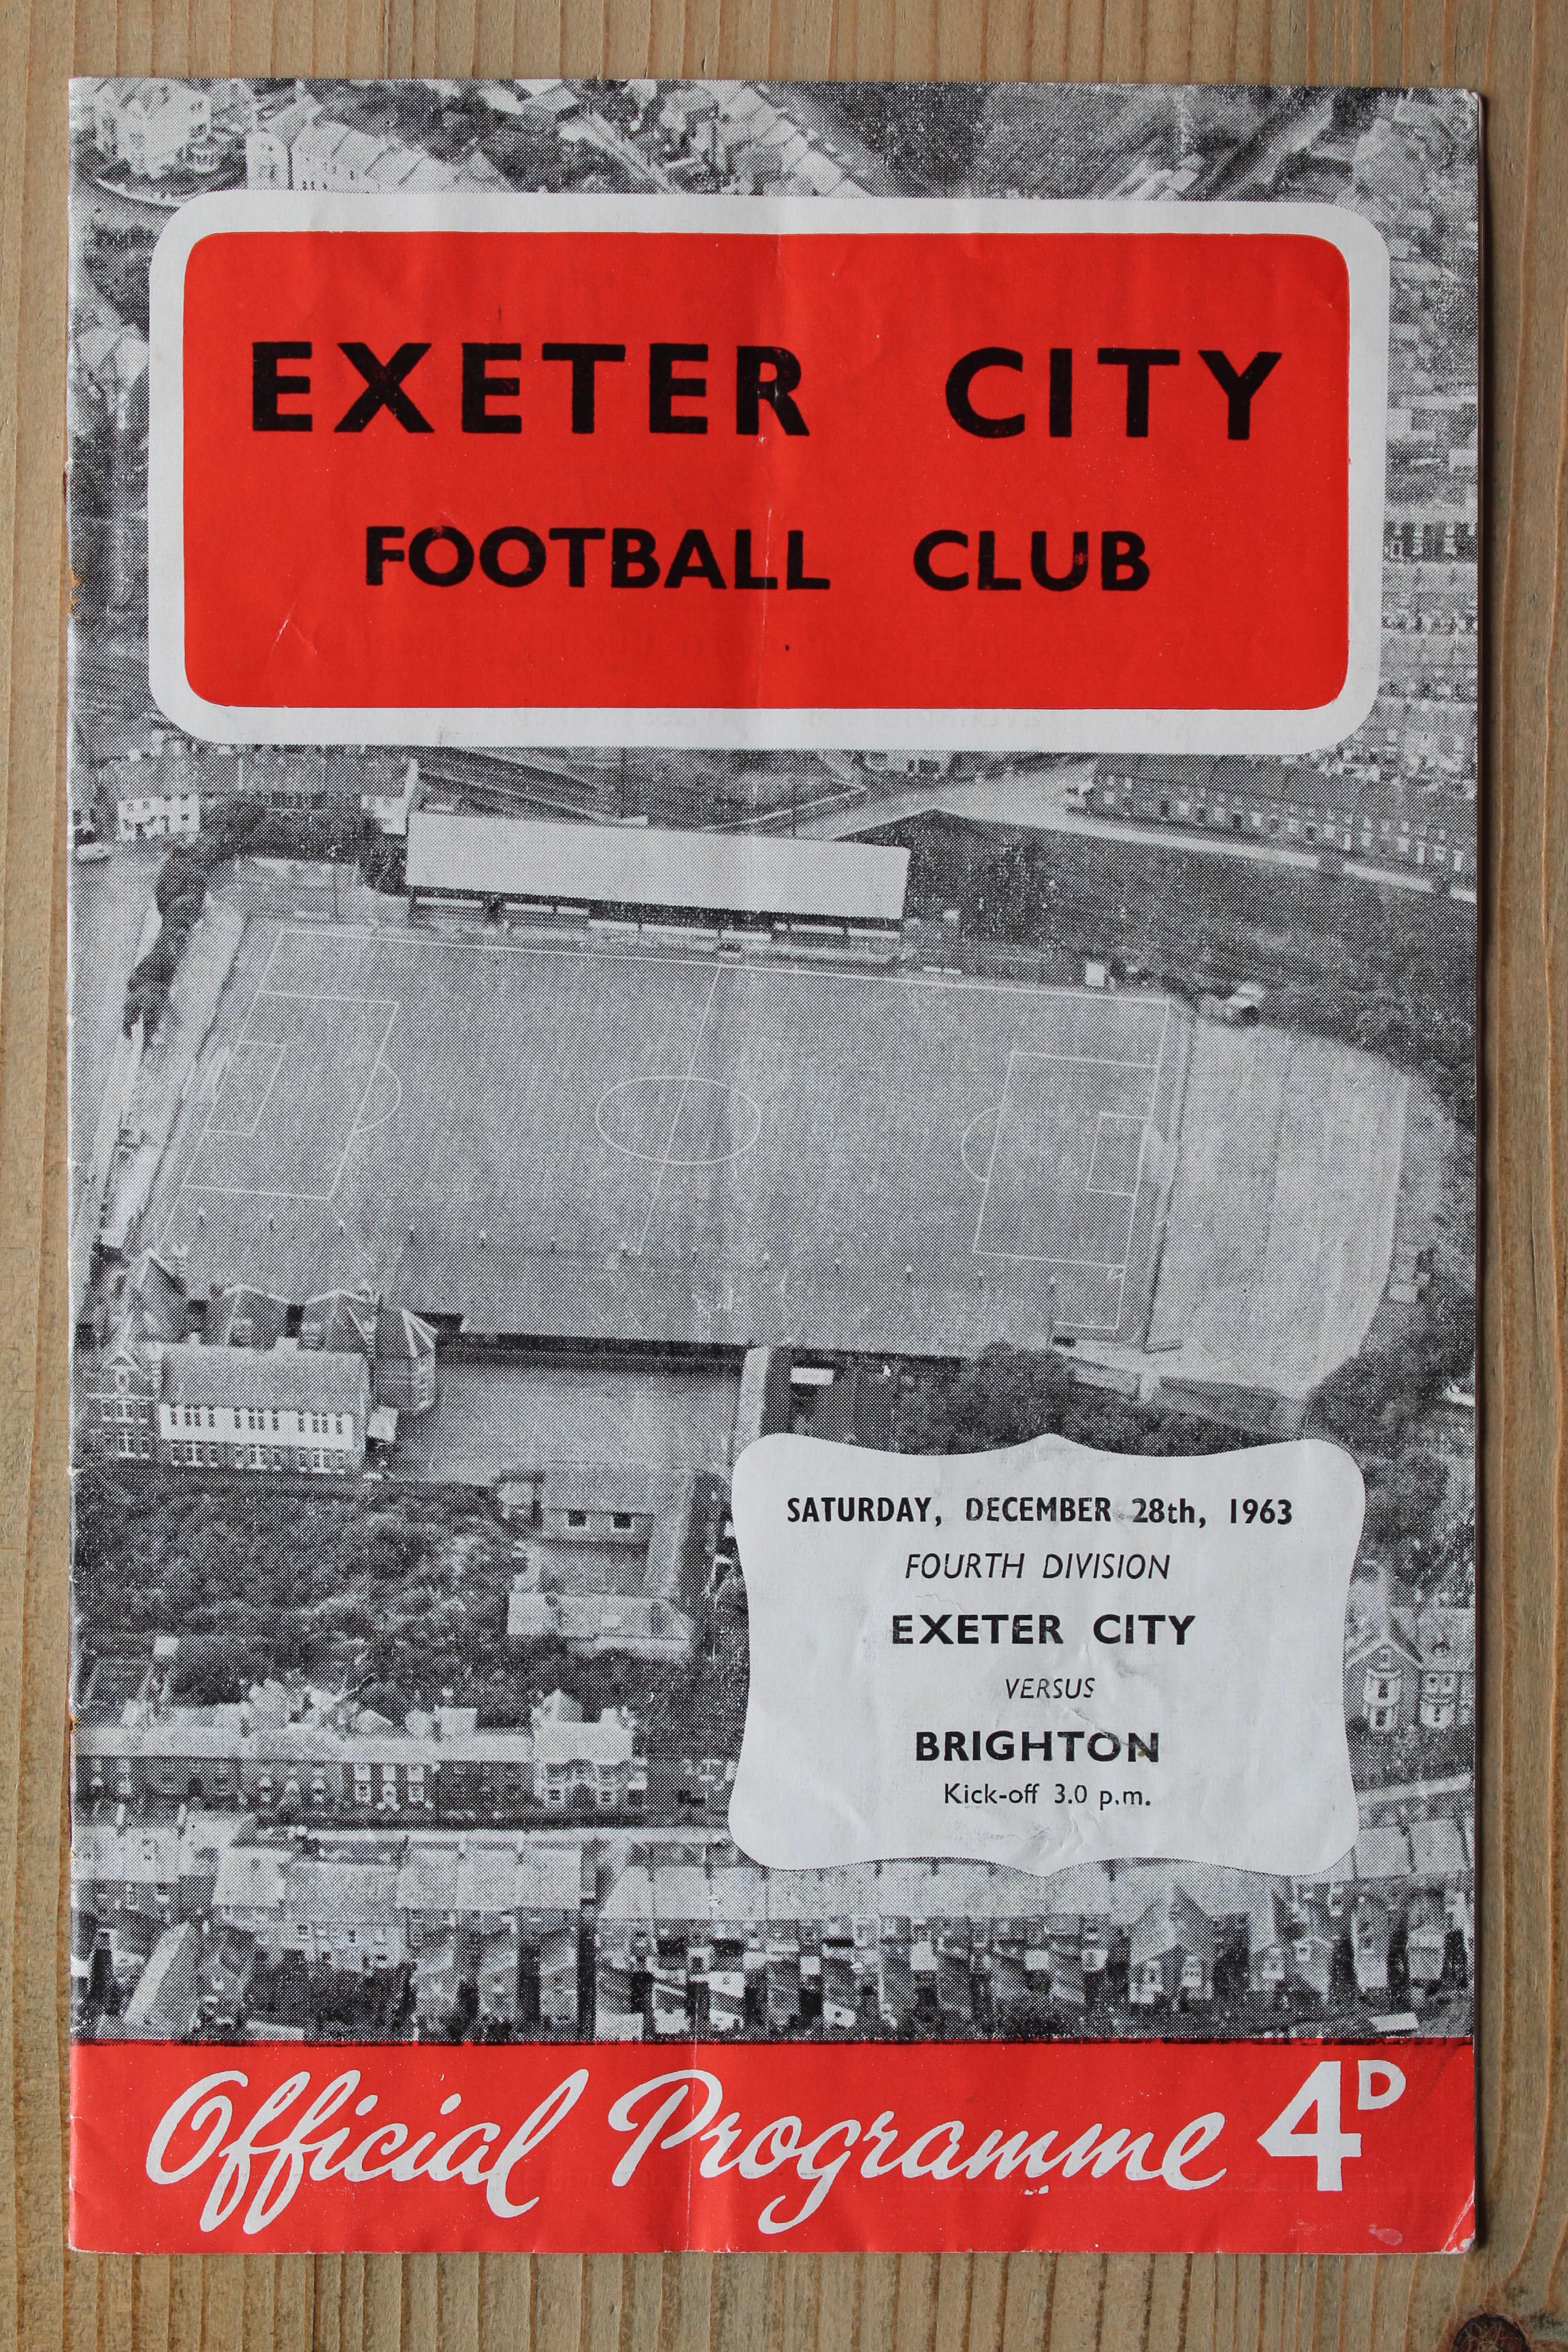 EXETER CITY
FOOTBALL CLUB
SATURDAY, DECEMBER 28th, 1963
FOURTH DIVISION
EXETER CITY
VERSUS
BRIGHTON
Kick-off 3.0 p.m.
Official Programme 4D